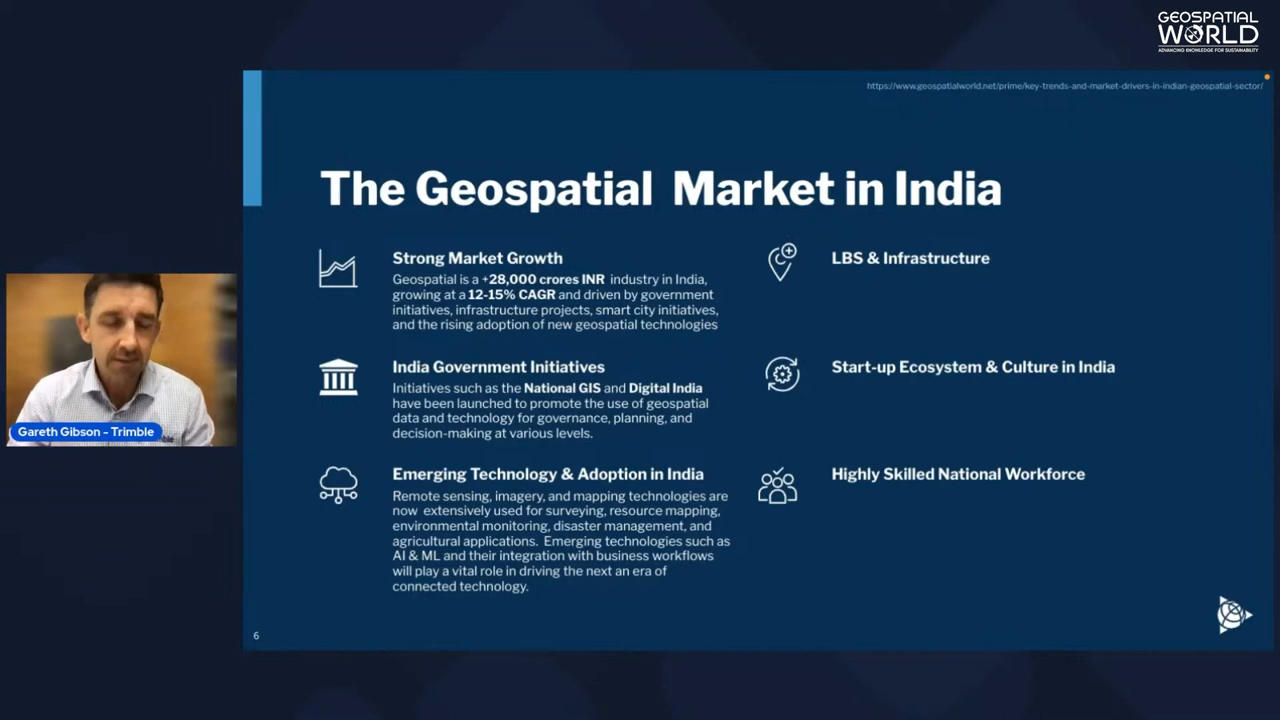 GEOSPATIAL
WORLD
ADVANCING KNOWLEDGE FOR SUSTAINABILITY
https://www.geospatialworld.net/prime/key-trends-and-market-drivers-in-indian-geospatial-sector/
The Geospatial Market in India
Strong Market Growth
Geospatial is a +28,000 crores INR industry in India,
growing at a 12-15% CAGR and driven by government
initiatives, infrastructure projects, smart city initiatives,
and the rising adoption of new geospatial technologies
India Government Initiatives
Initiatives such as the National GIS and Digital India
have been launched to promote the use of geospatial
data and technology for governance, planning, and
decision-making at various levels.
Emerging Technology & Adoption in India
Remote sensing, imagery, and mapping technologies are
now extensively used for surveying, resource mapping,
environmental monitoring, disaster management, and
agricultural applications. Emerging technologies such as
AI & ML and their integration with business workflows
will play a vital role in driving the next an era of
connected technology.
LBS & Infrastructure
Start-up Ecosystem & Culture in India
Highly Skilled National Workforce
Gareth Gibson - Trimble
6